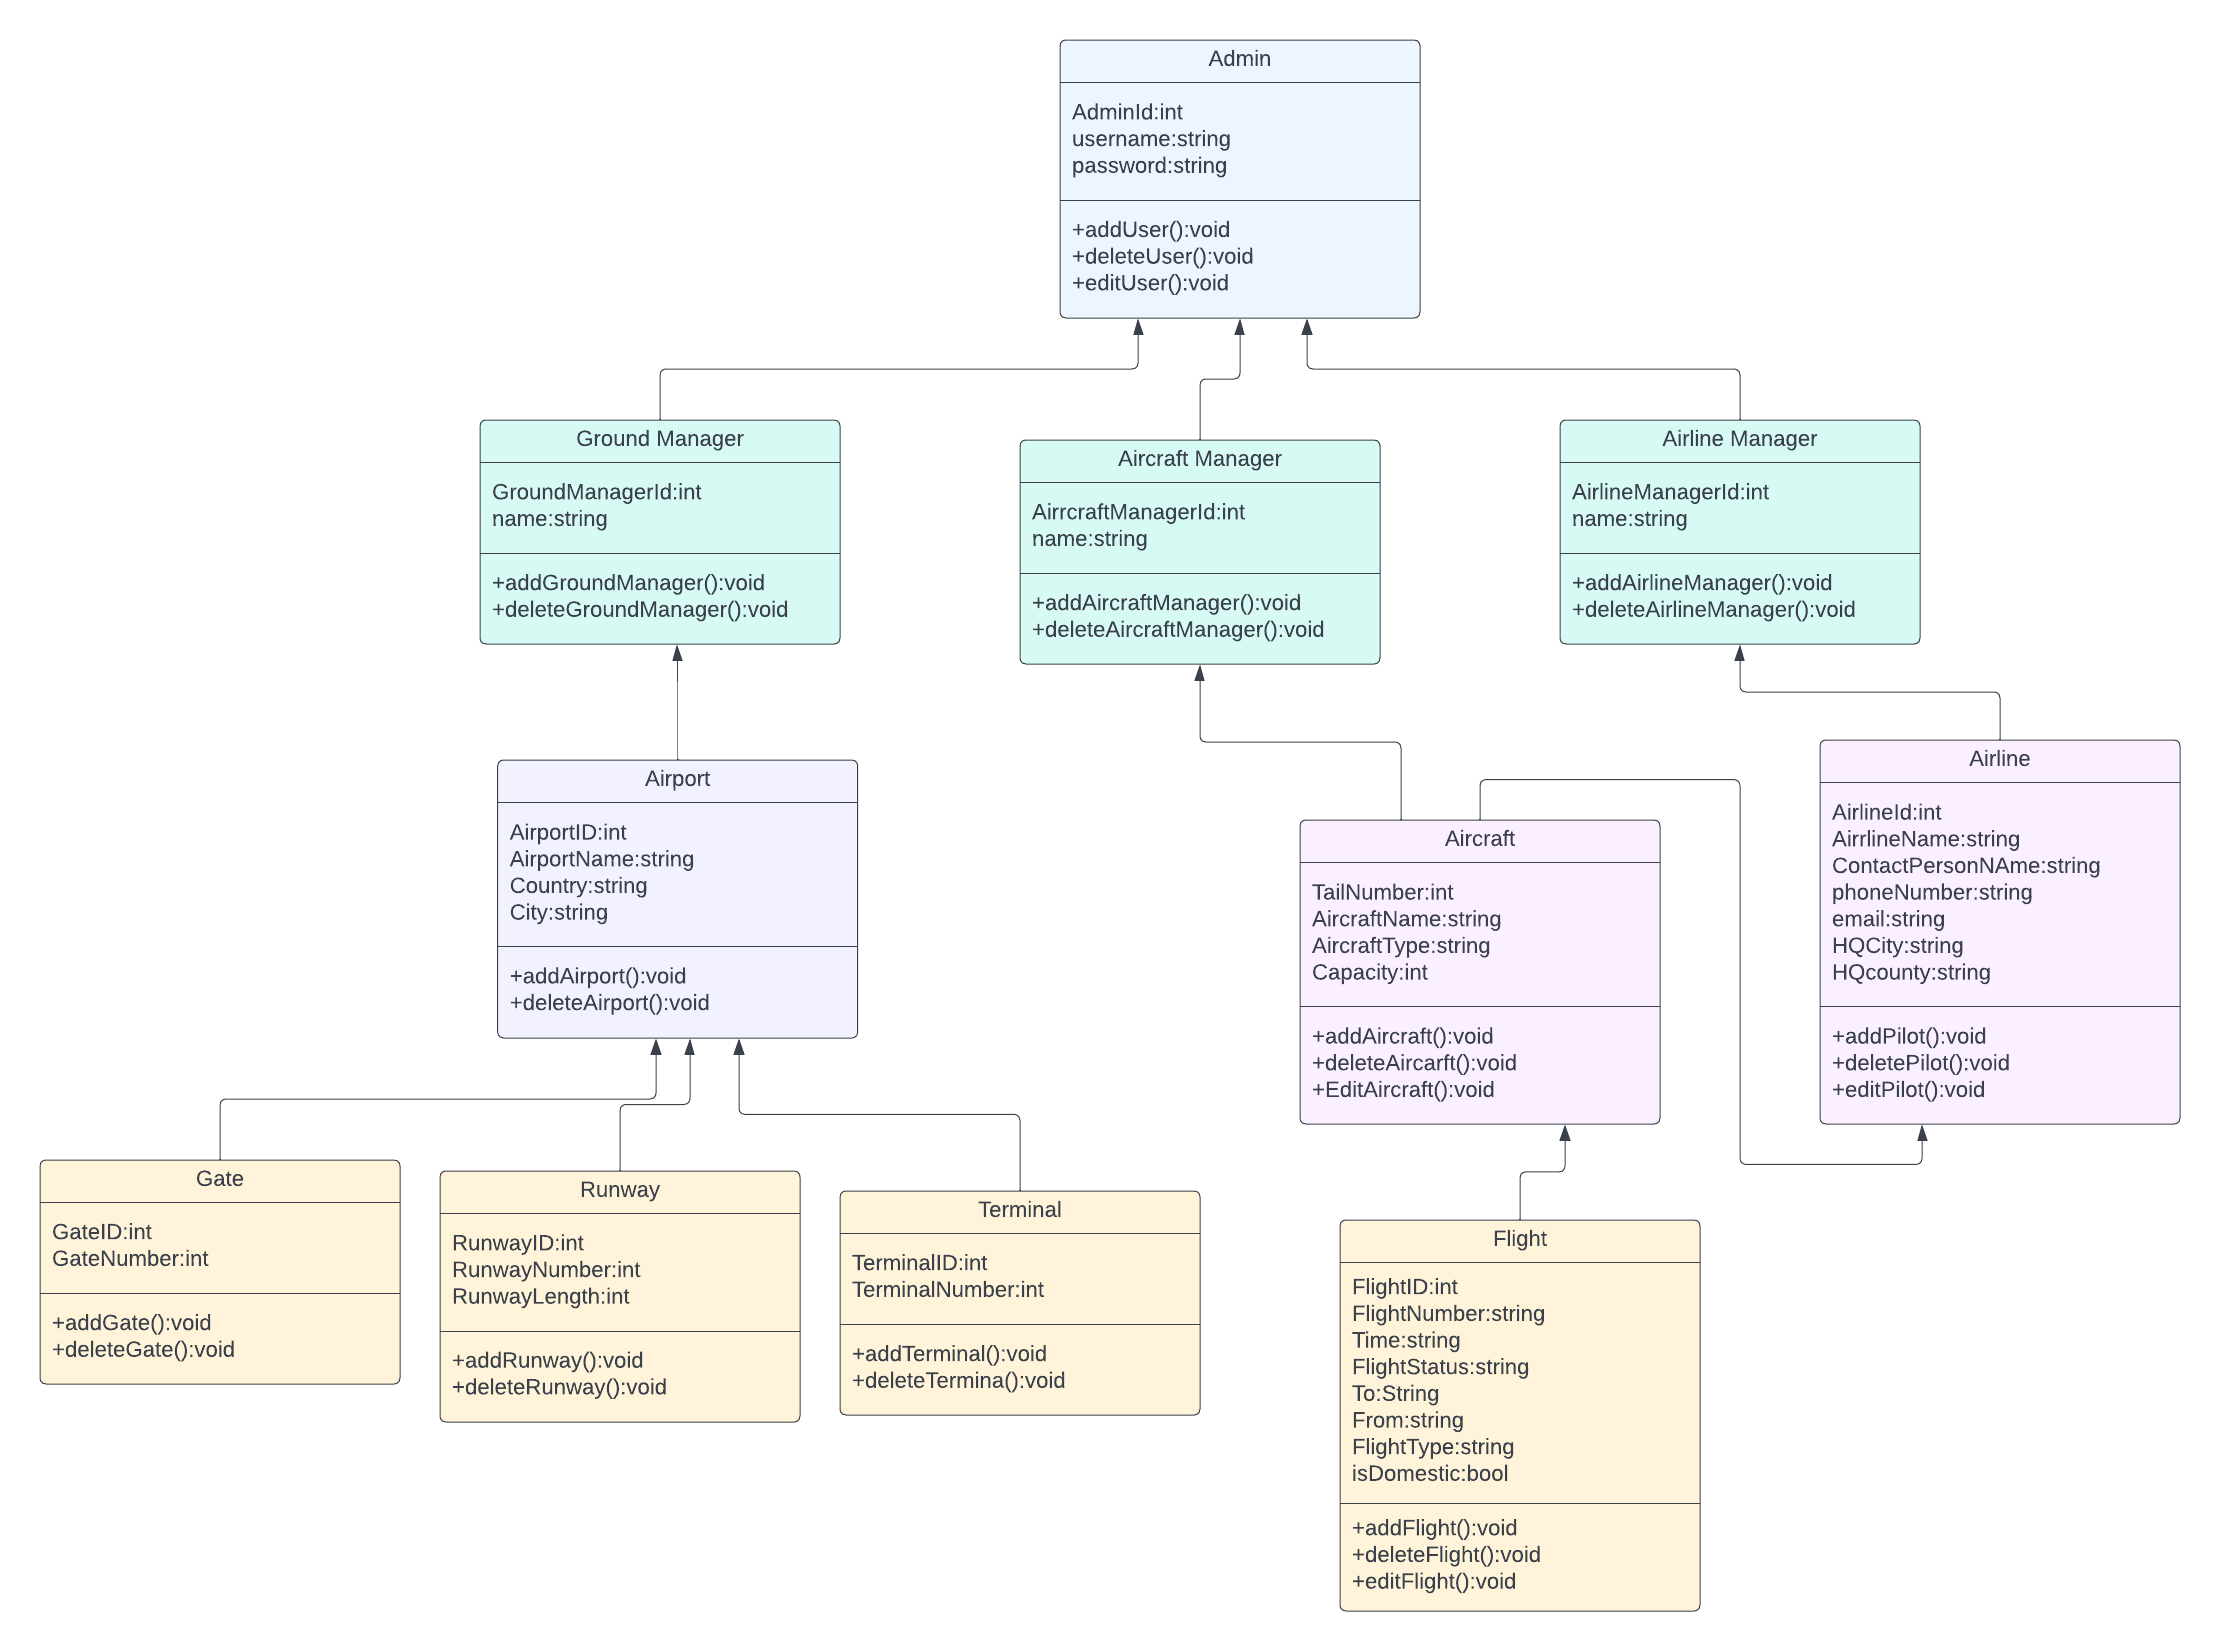 Admin
AdminId:int
username:string
password:string
+addUser():void
+deleteUser():void
+editUser():void
Ground Manager
GroundManagerId:int
name:string
+addGroundManager():void
+deleteGroundManager():void
Aircraft Manager
AirrcraftManagerId:int
name:string
+addAircraftManager():void
+deleteAircraftManager():void
Airline Manager
AirlineManagerId:int
name:string
+addAirlineManager():void
+deleteAirlineManager():void
Airport
AirportID:int
AirportName:string
Country:string
City:string
+addAirport():void
+deleteAirport():void
Aircraft
TailNumber:int
AircraftName:string
AircraftType:string
Capacity:int
+addAircraft():void
+deleteAircarft():void
+EditAircraft():void
Airline
AirlineId:int
AirrlineName:string
ContactPersonNAme:string
phoneNumber:string
email:string
HQCity:string
HQcounty:string
+addPilot():void
+deletePilot():void
+editPilot():void
Gate
GateID:int
GateNumber:int
+addGate():void
+deleteGate():void
Runway
RunwayID:int
RunwayNumber:int
RunwayLength:int
+addRunway():void
+deleteRunway():void
Terminal
TerminalID:int
TerminalNumber:int
+addTerminal():void
+deleteTermina():void
Flight
FlightID:int
FlightNumber:string
Time:string
FlightStatus:string
To:String
From:string
FlightType:string
isDomestic:bool
+addFlight():void
+deleteFlight():void
+editFlight():void